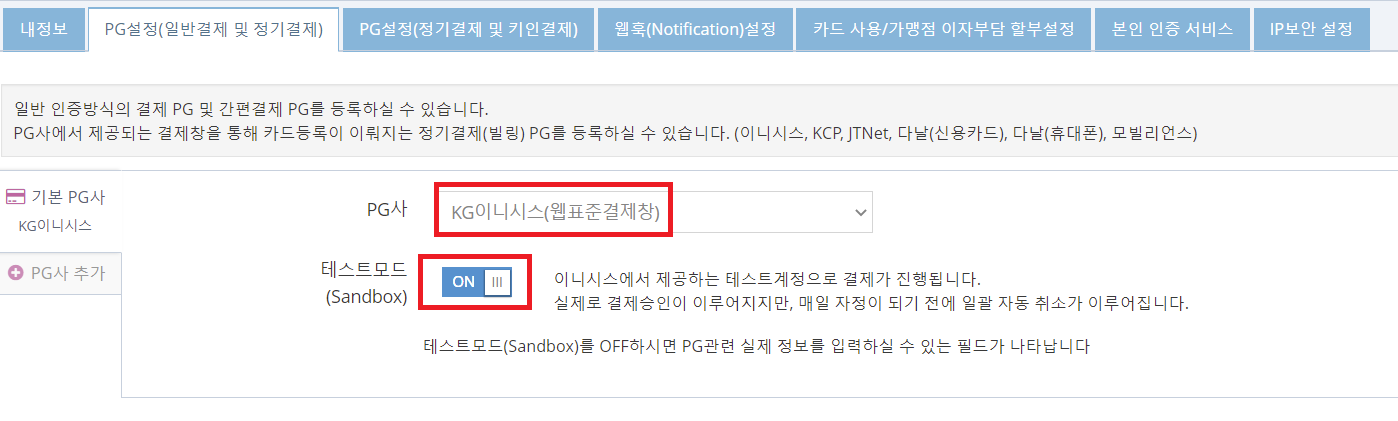 내정보
PG설정(일반결제 및 정기결제)
PG설정(정기결제 및 키인결제)
웹훅(Notification)설정
카드 사용/가맹점 이자부담 할부설정
본인 인증 서비스
IP보안 설정
일반 인증방식의 결제 PG 및 간편결제 PG를 등록하실 수 있습니다.
PG사에서 제공되는 결제창을 통해 카드등록이 이뤄지는 정기결제(빌링) PG를 등록하실 수 있습니다. (이니시스, KCP, JTNet, 다날(신용카드), 다날(휴대폰), 모빌리언스)
기본 PG사
KG이니시스
PG사 추가
PG사
KG이니시스(웹표준결제창)
테스트모드
(Sandbox)
ON
이니시스에서 제공하는 테스트계정으로 결제가 진행됩니다.
실제로 결제승인이 이루어지지만, 매일 자정이 되기 전에 일괄 자동 취소가 이루어집니다.
테스트모드(Sandbox)를 OFF하시면 PG관련 실제 정보를 입력하실 수 있는 필드가 나타납니다